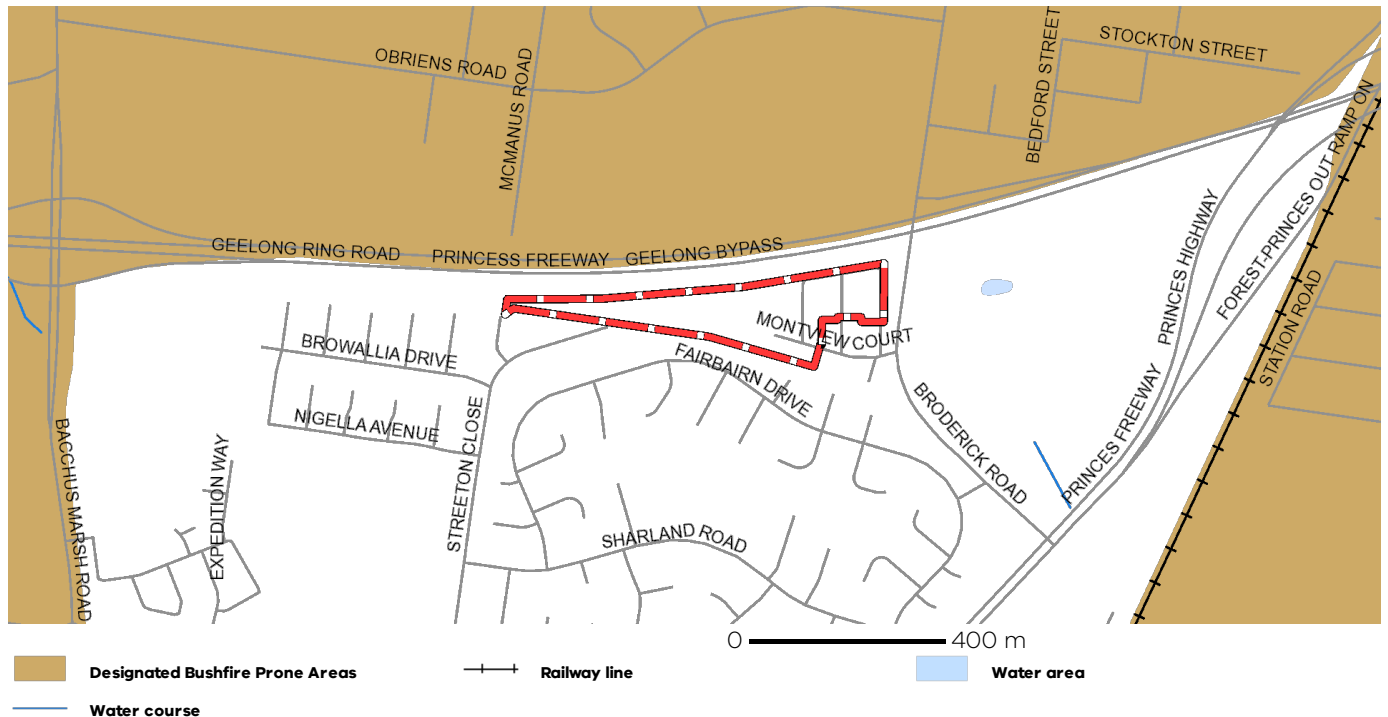 OBRIENS ROAD
MCMANUS ROAD
BEDFORD STREET
STOCKTON STREET
GEELONG RING ROAD
PRINCESS FREEWAY
GEELONG BYPASS
PRINCES HIGHWAY
FOREST-PRINCES OUT RAMP ON
STATION ROAD
MONTVIEW COURT
BROWALLIA DRIVE
FAIRBAIRN DRIVE
NIGELLA AVENUE
STREETON CLOSE
BRODERICK ROAD
PRINCES FREEWAY
BACCHUS MARSH ROAD
EXPEDITION WAY
SHARLAND ROAD
0 400 m
Designated Bushfire Prone Areas
Railway line
Water area
Water course